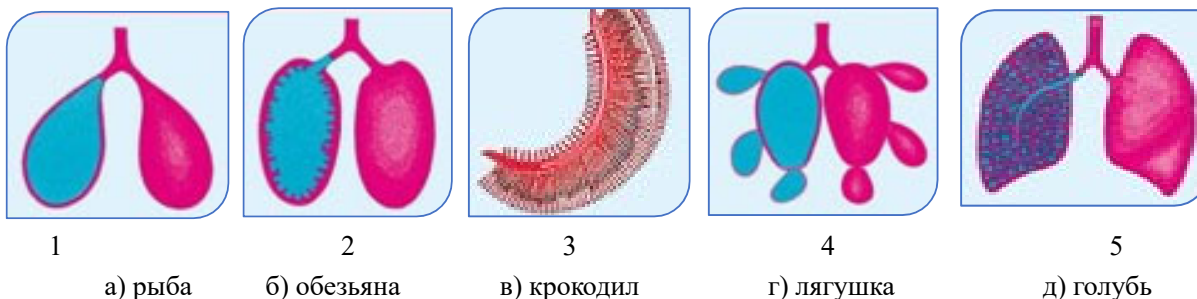 1 2 3 4 5
а) рыба б) обезьяна в) крокодил г) лягушка д) голубь